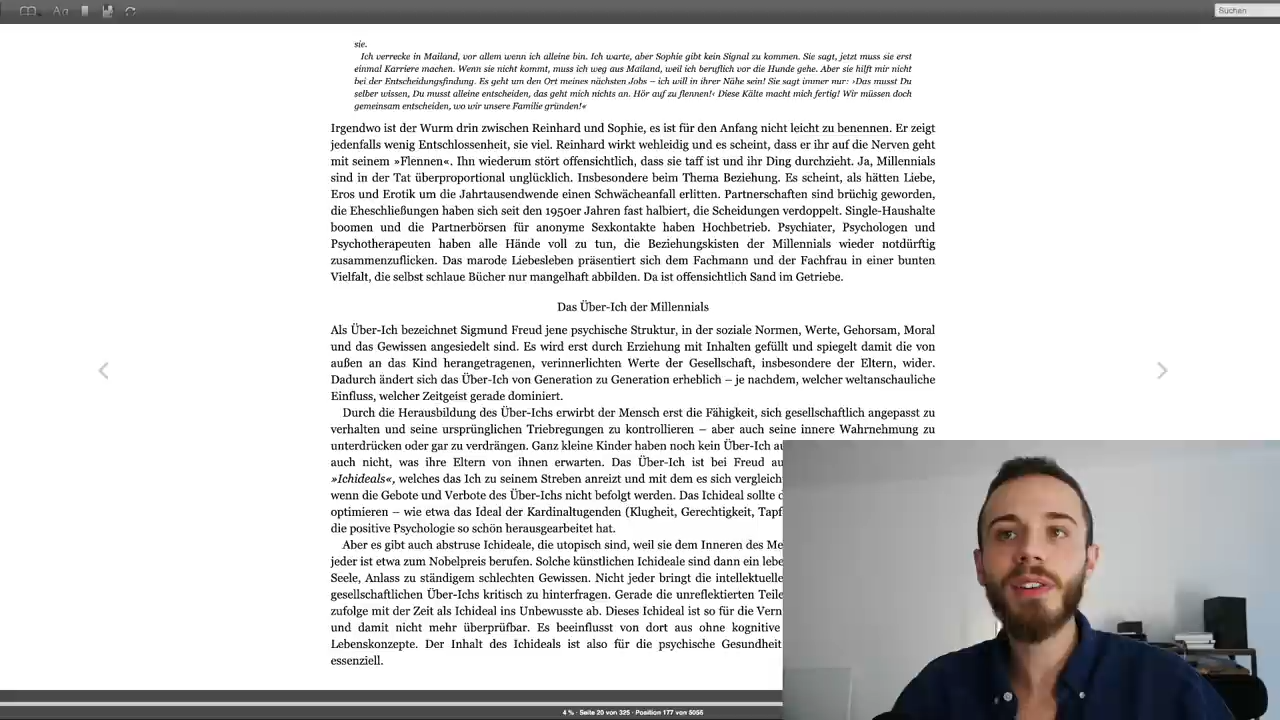 Aa
Suchen
sie.
Ich verrecke in Mailand, vor allem wenn ich alleine bin. Ich warte, aber Sophie gibt kein Signal zu kommen. Sie sagt, jetzt muss sie erst
einmal Karriere machen. Wenn sie nicht kommt, muss ich weg aus Mailand, weil ich beruflich vor die Hunde gehe. Aber sie hilft mir nicht
bei der Entscheidungsfindung. Es geht um den Ort meines nächsten Jobs – ich will in ihrer Nähe sein! Sie sagt immer nur: ›Das musst Du
selber wissen, Du musst alleine entscheiden, das geht mich nichts an. Hör auf zu flennen!‹ Diese Kälte macht mich fertig! Wir müssen doch
gemeinsam entscheiden, wo wir unsere Familie gründen!«
Irgendwo ist der Wurm drin zwischen Reinhard und Sophie, es ist für den Anfang nicht leicht zu benennen. Er zeigt
jedenfalls wenig Entschlossenheit, sie viel. Reinhard wirkt wehleidig und es scheint, dass er ihr auf die Nerven geht
mit seinem »Flennen«. Ihn wiederum stört offensichtlich, dass sie taff ist und ihr Ding durchzieht. Ja, Millennials
sind in der Tat überproportional unglücklich. Insbesondere beim Thema Beziehung. Es scheint, als hätten Liebe,
Eros und Erotik um die Jahrtausendwende einen Schwächeanfall erlitten. Partnerschaften sind brüchig geworden,
die Eheschließungen haben sich seit den 1950er Jahren fast halbiert, die Scheidungen verdoppelt. Single-Haushalte
boomen und die Partnerbörsen für anonyme Sexkontakte haben Hochbetrieb. Psychiater, Psychologen und
Psychotherapeuten haben alle Hände voll zu tun, die Beziehungskisten der Millennials wieder notdürftig
zusammenzuflicken. Das marode Liebesleben präsentiert sich dem Fachmann und der Fachfrau in einer bunten
Vielfalt, die selbst schlaue Bücher nur mangelhaft abbilden. Da ist offensichtlich Sand im Getriebe.
Das Über-Ich der Millennials
Als Über-Ich bezeichnet Sigmund Freud jene psychische Struktur, in der soziale Normen, Werte, Gehorsam, Moral
und das Gewissen angesiedelt sind. Es wird erst durch Erziehung mit Inhalten gefüllt und spiegelt damit die von
außen an das Kind herangetragenen, verinnerlichten Werte der Gesellschaft, insbesondere der Eltern, wider.
Dadurch ändert sich das Über-Ich von Generation zu Generation erheblich – je nachdem, welcher weltanschauliche
Einfluss, welcher Zeitgeist gerade dominiert.
Durch die Herausbildung des Über-Ichs erwirbt der Mensch erst die Fähigkeit, sich gesellschaftlich angepasst zu
verhalten und seine ursprünglichen Triebregungen zu kontrollieren – aber auch seine innere Wahrnehmung zu
unterdrücken oder gar zu verdrängen. Ganz kleine Kinder haben noch kein Über-Ich
auch nicht, was ihre Eltern von ihnen erwarten. Das Über-Ich ist bei Freud
»Ichideals«, welches das Ich zu seinem Streben anreizt und mit dem es sich
wenn die Gebote und Verbote des Über-Ichs nicht befolgt werden. Das Ichideal sollte
optimieren – wie etwa das Ideal der Kardinaltugenden (Klugheit, Gerechtigkeit,
die positive Psychologie so schön herausgearbeitet hat.
Aber es gibt auch abstruse Ichideale, die utopisch sind, weil sie dem Inneren des
jeder ist etwa zum Nobelpreis berufen. Solche künstlichen Ichideale sind dann ein
Seele, Anlass zu ständigem schlechten Gewissen. Nicht jeder bringt die intellektuelle
gesellschaftlichen Über-Ichs kritisch zu hinterfragen. Gerade die unreflektierten Teile
zufolge mit der Zeit als Ichideal ins Unbewusste ab. Dieses Ichideal ist so für die
und damit nicht mehr überprüfbar. Es beeinflusst von dort aus ohne kognitive
Lebenskonzepte. Der Inhalt des Ichideals ist also für die psychische Gesundheit
essenziell.
4 % · Seite 20 von 325 · Position 177 von 5056